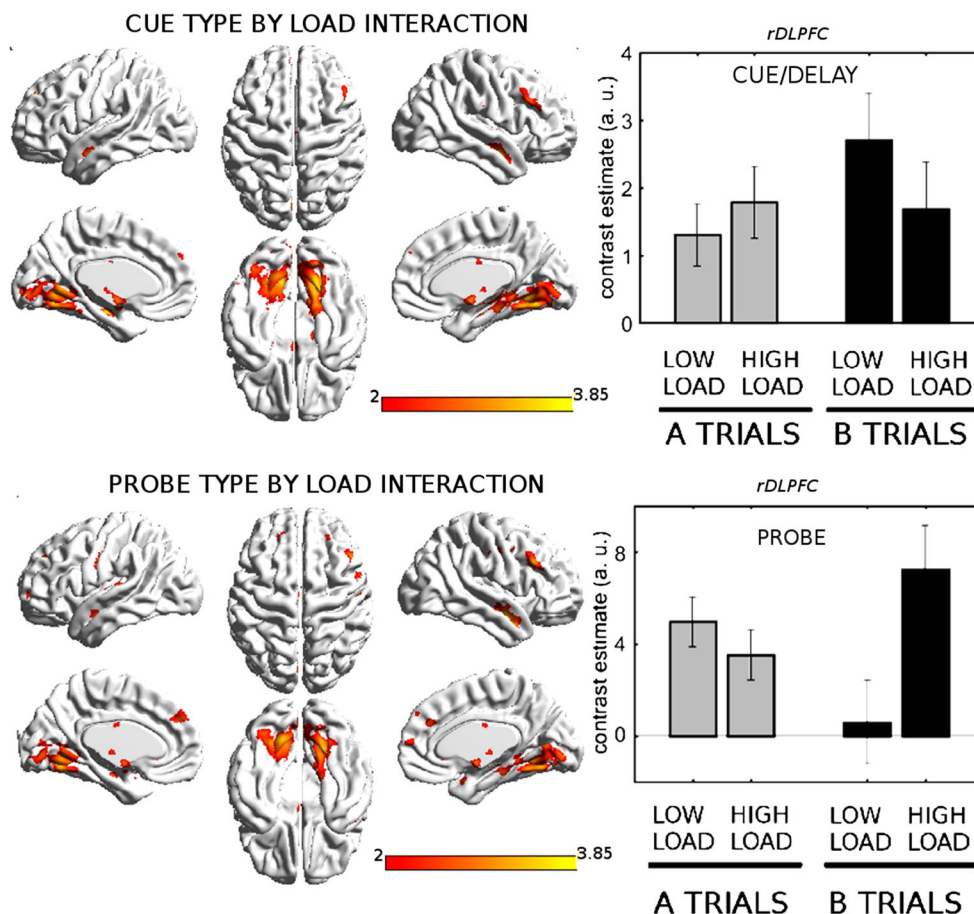 CUE TYPE BY LOAD INTERACTION
rDLPFC
CUE/DELAY
contrast estimate (a. u.)
4
3
2
1
0
LOW LOAD
HIGH LOAD
LOW LOAD
HIGH LOAD
A TRIALS
B TRIALS
2
3.85
PROBE TYPE BY LOAD INTERACTION
rDLPFC
PROBE
contrast estimate (a. u.)
8
4
0
LOW LOAD
HIGH LOAD
LOW LOAD
HIGH LOAD
A TRIALS
B TRIALS
2
3.85